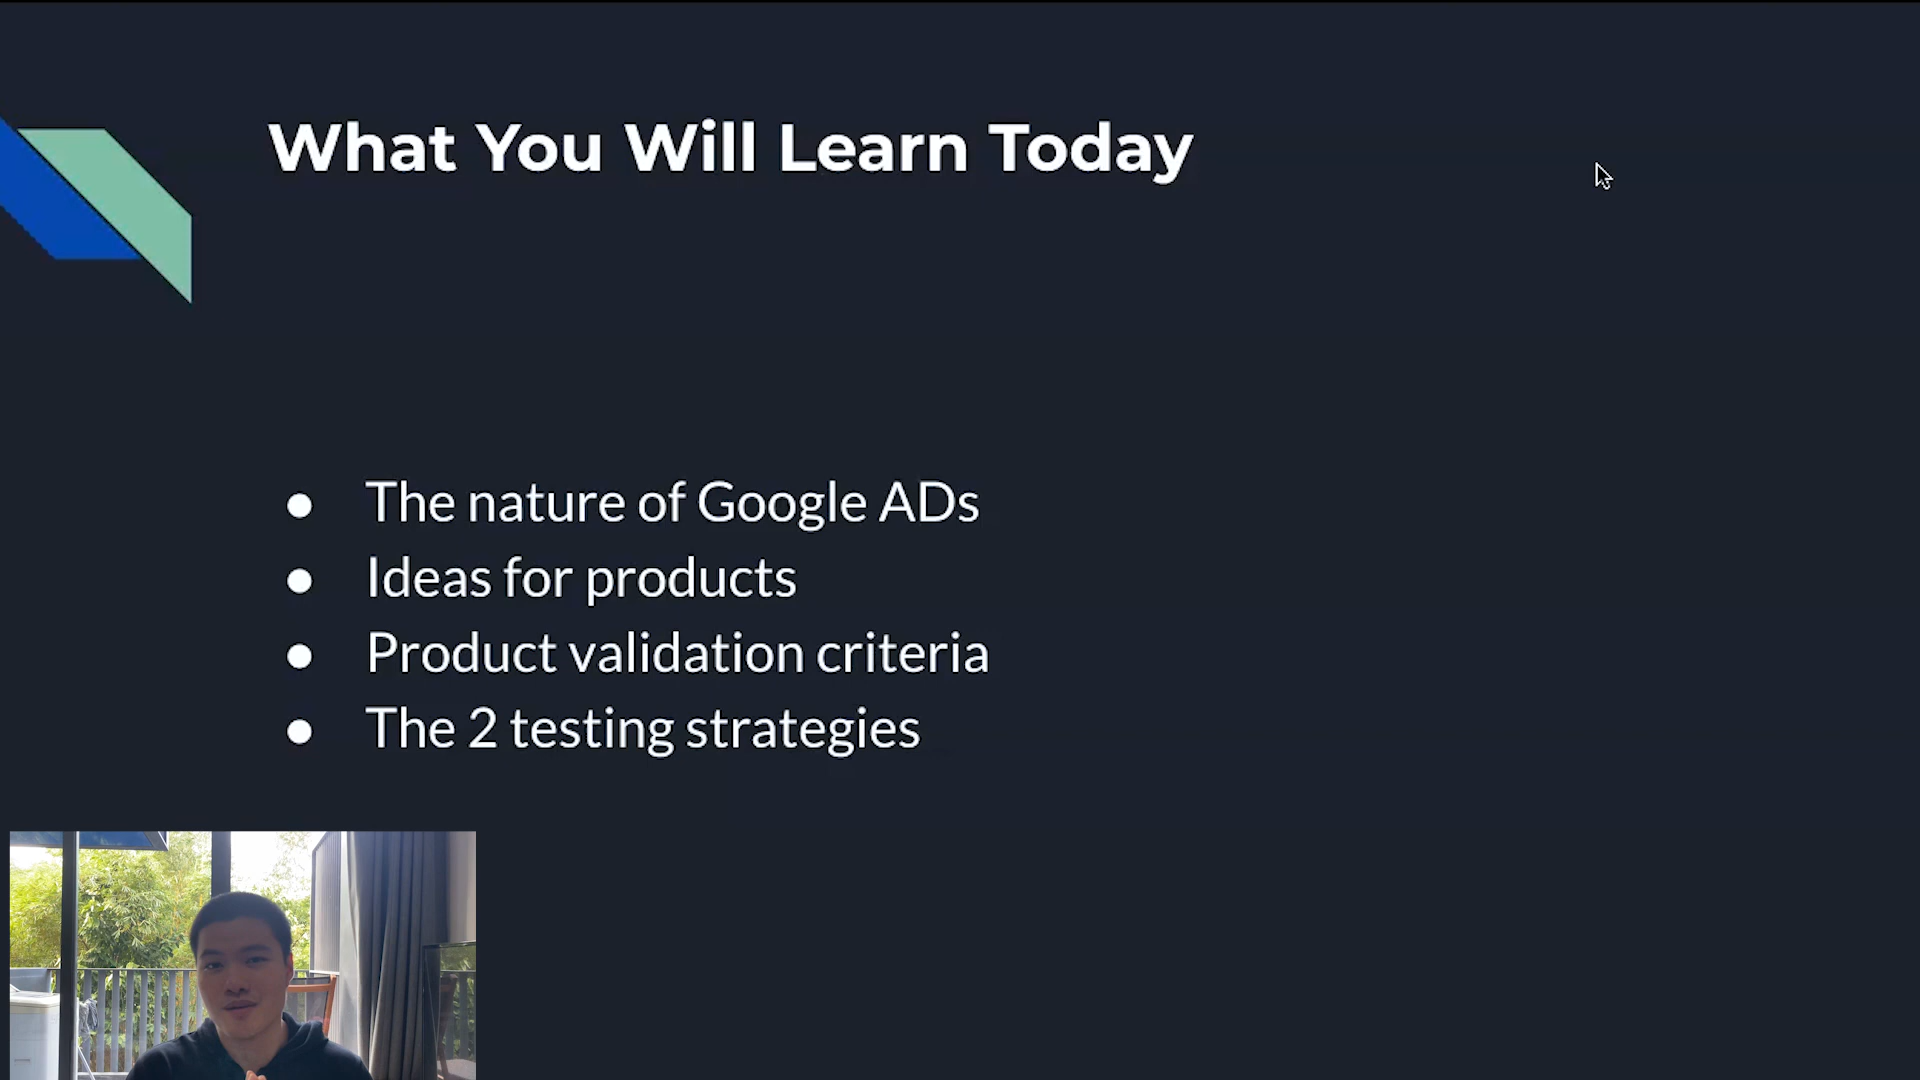 What You Will Learn Today
● The nature of Google ADs
● Ideas for products
● Product validation criteria
● The 2 testing strategies